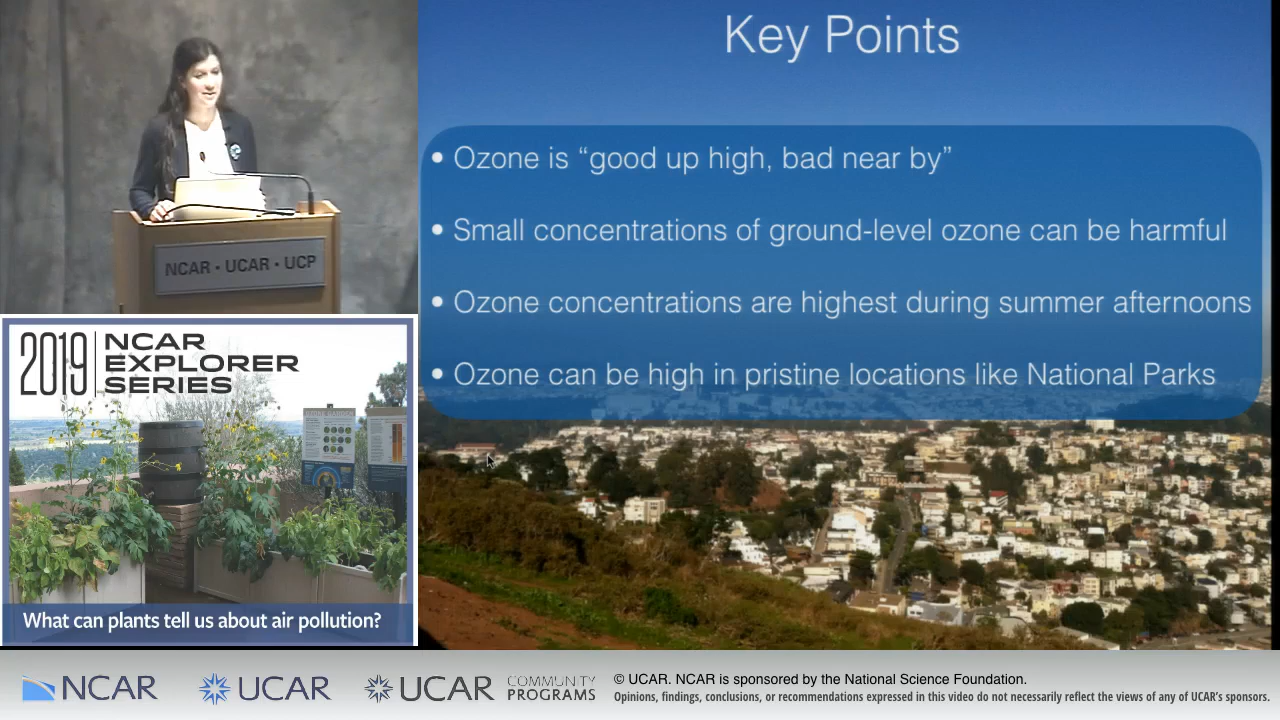 Key Points
• Ozone is “good up high, bad near by”
• Small concentrations of ground-level ozone can be harmful
• Ozone concentrations are highest during summer afternoons
• Ozone can be high in pristine locations like National Parks
NCAR • UCAR • UCP
2019 NCAR
EXPLORER
SERIES
What can plants tell us about air pollution?
NCAR
UCAR
UCAR COMMUNITY
PROGRAMS
© UCAR. NCAR is sponsored by the National Science Foundation.
Opinions, findings, conclusions, or recommendations expressed in this video do not necessarily reflect the views of any of UCAR's sponsors.